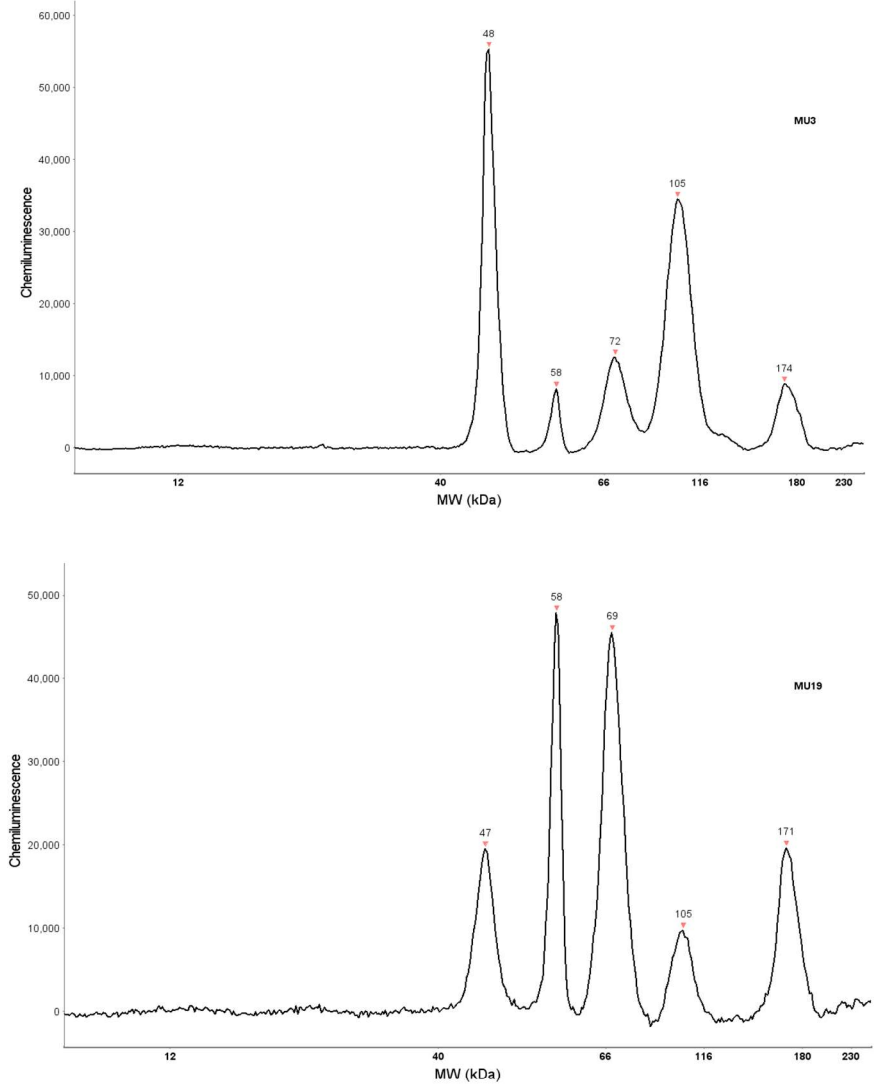 60,000
48
50,000
MU3
40,000
105
Chemiluminescence
30,000
20,000
72
174
58
10,000
0
12 40 66 116 180 230
MW (kDa)
50,000
58
69
MU19
40,000
30,000
Chemiluminescence
47
171
20,000
105
10,000
0
12 40 66 116 180 230
MW (kDa)